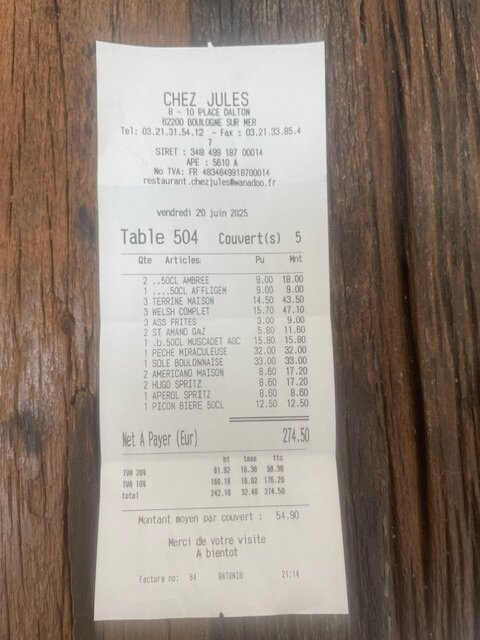 CHEZ JULES
8 - 10 PLACE DALTON
62200 BOULOGNE SUR MER
Tel: 03.21.31.54.12 - Fax : 03.21.33.85.4
7
SIRET : 348 499 187 00014
APE : 5610 A
No TVA: FR 4834849918700014
restaurant.chezjules@wanadoo.fr
vendredi 20 juin 2025
Table 504 Couvert(s) 5
Qte Articles Pu Mnt
2 ..50CL AMBREE 9.00 18.00
1 ....50CL AFFLIGEM 9.00 9.00
3 TERRINE MAISON 14.50 43.50
3 WELSH COMPLET 15.70 47.10
3 ASS FRITES 3.00 9.00
2 ST AMAND GAZ 5.80 11.60
1 .b.50CL MUSCADET AOC 15.80 15.80
1 PECHE MIRACULEUSE 32.00 32.00
1 SOLE BOULONNAISE 33.00 33.00
2 AMERICANO MAISON 8.60 17.20
2 HUGO SPRITZ 8.60 17.20
1 APEROL SPRITZ 8.60 8.60
1 PICON BIERE 50CL 12.50 12.50
Net A Payer (Eur) 274.50
ht taxe ttc
TVA 20% 81.92 16.38 98.30
TVA 10% 160.18 16.02 176.20
total 242.10 32.40 274.50
Montant moyen par couvert : 54.90
Merci de votre visite
A bientot
Facture no: 84 ANTONIO 21:14